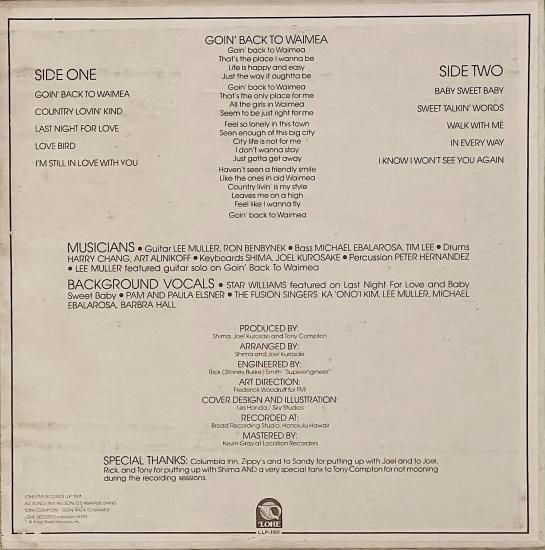 GOIN' BACK TO WAIMEA
Goin' back to Waimea
That's the place I wanna be
Life is happy and easy
Just the way it oughtta be
Goin' back to Waimea
That's the only place for me
All the girls in Waimea
Seem to be just right for me
Feel so lonely in this town
Seen enough of this big city
City life is not for me
I don't wanna stay
Just gotta get away
Haven't seen a friendly smile
Like the ones in old Waimea
Country livin' is my style
Leaves me on a high
Feel like I wanna fly
Goin' back to Waimea
SIDE ONE
GOIN' BACK TO WAIMEA
COUNTRY LOVIN' KIND
LAST NIGHT FOR LOVE
LOVE BIRD
I'M STILL IN LOVE WITH YOU
SIDE TWO
BABY SWEET BABY
SWEET TALKIN' WORDS
WALK WITH ME
IN EVERY WAY
I KNOW I WON'T SEE YOU AGAIN
MUSICIANS • Guitar LEE MULLER, RON BENBYNEK • Bass MICHAEL EBALAROSA, TIM LEE • Drums
HARRY CHANG, ART ALINIKOFF • Keyboards SHIMA, JOEL KUROSAKE • Percussion PETER HERNANDEZ
• LEE MULLER featured guitar solo on Goin' Back To Waimea
BACKGROUND VOCALS • STAR WILLIAMS featured on Last Night For Love and Baby
Sweet Baby • PAM AND PAULA ELSNER • THE FUSION SINGERS: KA 'ONO'I KIM, LEE MULLER, MICHAEL
EBALAROSA, BARBRA HALL
PRODUCED BY:
Shima, Joel Kurosaki and Tony Compton
ARRANGED BY:
Shima and Joel Kurosaki
ENGINEERED BY:
Rick (Stoney Burke) Smith "Superengineer"
ART DIRECTION:
Frederick Woodruff for FMI
COVER DESIGN AND ILLUSTRATION:
Les Honda / Sky Studios
RECORDED AT:
Broad Recording Studio, Honolulu Hawaii
MASTERED BY:
Kevin Gray at Location Recorders
SPECIAL THANKS: Columbia Inn, Zippy's and to Sandy for putting up with Joel and to Joel,
Rick, and Tony for putting up with Shima AND a very special tanx to Tony Compton for not mooning
during the recording sessions.
TONY COMPTON
GOIN' BACK TO WAIMEA
King Street Honolulu
'LOHE
LLP-1001